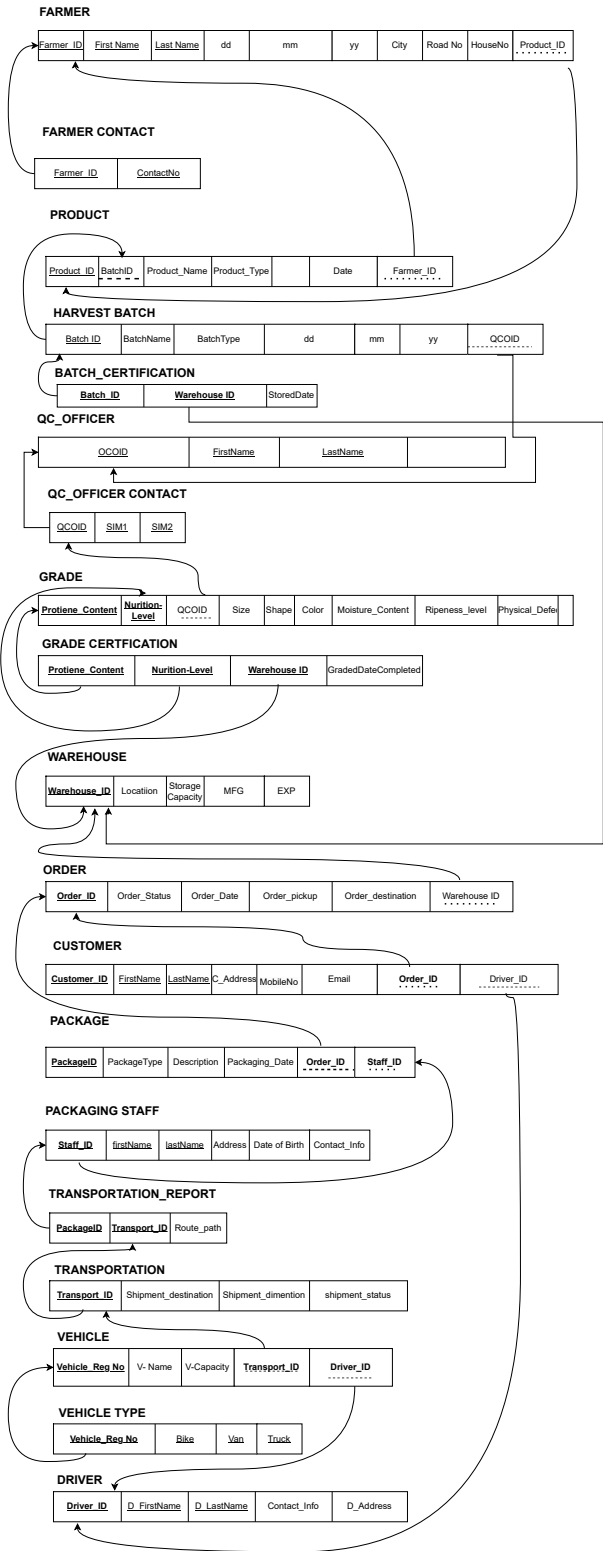 FARMER
Farmer_ID First Name Last Name dd mm yy City Road No HouseNo Product_ID
FARMER CONTACT
Farmer_ID ContactNo
PRODUCT
Product_ID BatchID Product_Name Product_Type Date Farmer_ID
HARVEST BATCH
Batch ID BatchName BatchType dd mm yy QCOID
BATCH_CERTIFICATION
Batch_ID Warehouse ID StoredDate
QC_OFFICER
OCOID FirstName LastName
QC_OFFICER CONTACT
QCOID SIM1 SIM2
GRADE
Protiene_Content Nurition-Level QCOID Size Shape Color Moisture_Content Ripeness_level Physical_Defe
GRADE CERTFICATION
Protiene_Content Nurition-Level Warehouse ID GradedDateCompleted
WAREHOUSE
Warehouse_ID Locatiion Storage Capacity MFG EXP
ORDER
Order_ID Order_Status Order_Date Order_pickup Order_destination Warehouse ID
CUSTOMER
Customer_ID FirstName LastName C_Address MobileNo Email Order_ID Driver_ID
PACKAGE
PackageID PackageType Description Packaging_Date Order_ID Staff_ID
PACKAGING STAFF
Staff_ID firstName lastName Address Date of Birth Contact_Info
TRANSPORTATION_REPORT
PackageID Transport_ID Route_path
TRANSPORTATION
Transport_ID Shipment_destination Shipment_dimention shipment_status
VEHICLE
Vehicle_Reg No V- Name V-Capacity Transport_ID Driver_ID
VEHICLE TYPE
Vehicle_Reg No Bike Van Truck
DRIVER
Driver_ID D_FirstName D_LastName Contact_Info D_Address